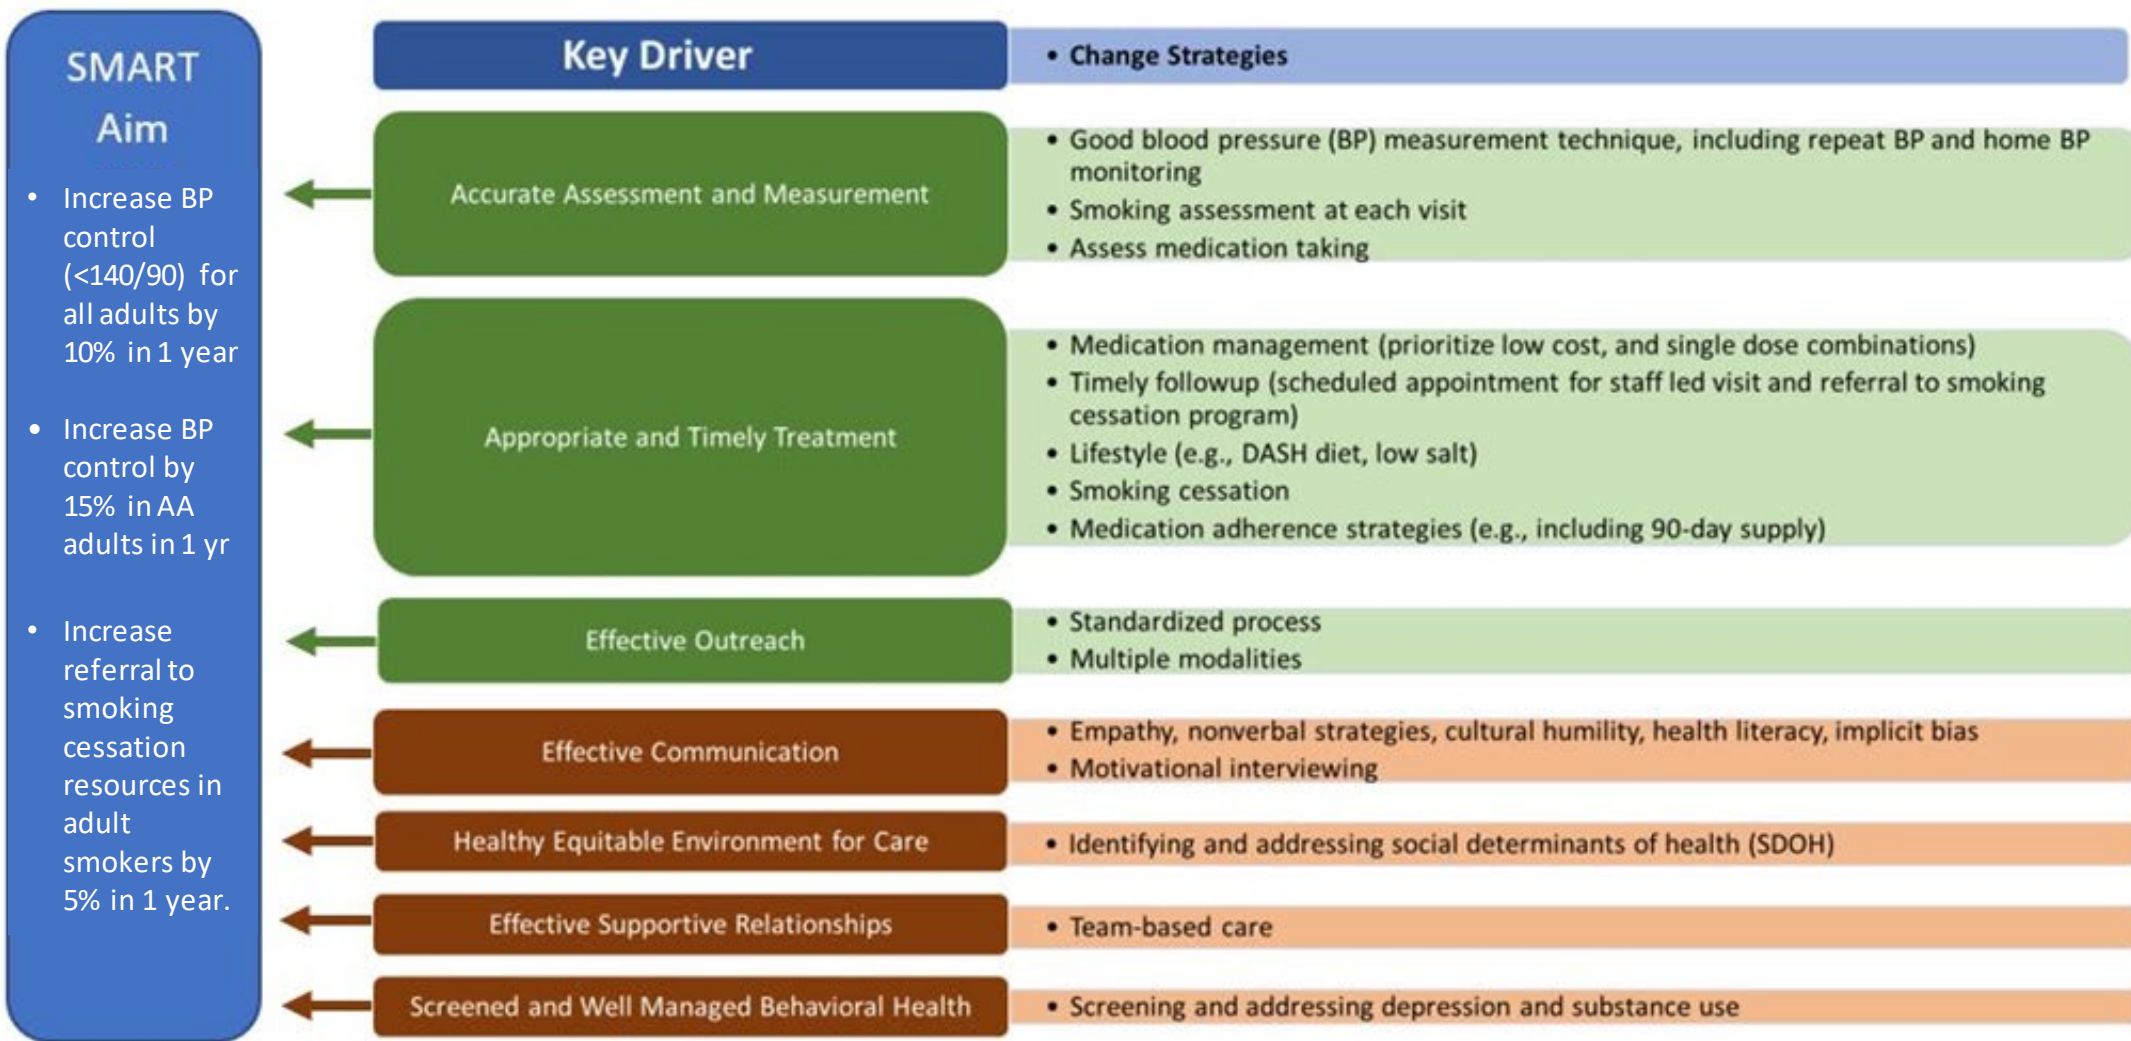 SMART
Aim
• Increase BP
control
(<140/90) for
all adults by
10% in 1 year
• Increase BP
control by
15% in AA
adults in 1 yr
• Increase
referral to
smoking
cessation
resources in
adult
smokers by
5% in 1 year.
Key Driver
• Change Strategies
Accurate Assessment and Measurement
• Good blood pressure (BP) measurement technique, including repeat BP and home BP
monitoring
• Smoking assessment at each visit
• Assess medication taking
Appropriate and Timely Treatment
• Medication management (prioritize low cost, and single dose combinations)
• Timely followup (scheduled appointment for staff led visit and referral to smoking
cessation program)
• Lifestyle (e.g., DASH diet, low salt)
• Smoking cessation
• Medication adherence strategies (e.g., including 90-day supply)
Effective Outreach
• Standardized process
• Multiple modalities
Effective Communication
• Empathy, nonverbal strategies, cultural humility, health literacy, implicit bias
• Motivational interviewing
Healthy Equitable Environment for Care
• Identifying and addressing social determinants of health (SDOH)
Effective Supportive Relationships
• Team-based care
Screened and Well Managed Behavioral Health
• Screening and addressing depression and substance use